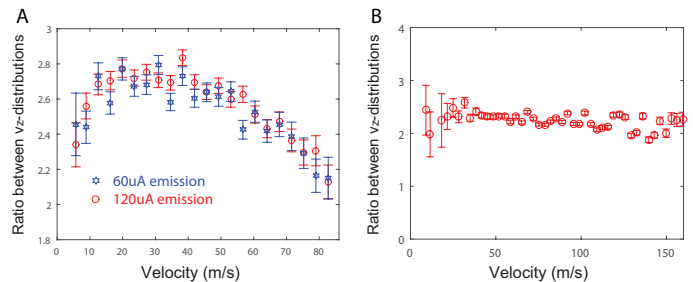 A
Ratio between vz-distributions
3
2.8
2.6
2.4
2.2
2
1.8
60uA emission
120uA emission
0 10 20 30 40 50 60 70 80
Velocity (m/s)
B
Ratio between vz-distributions
4
3
2
1
0
0 50 100 150
Velocity (m/s)